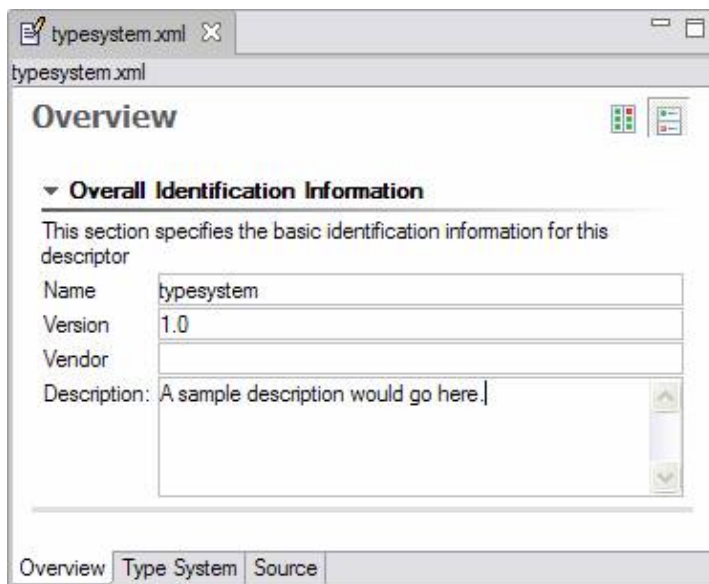 typesystem.xml
typesystem.xml
Overview
Overall Identification Information
This section specifies the basic identification information for this
descriptor
Name typesystem
Version 1.0
Vendor
Description: A sample description would go here.
Overview Type System Source